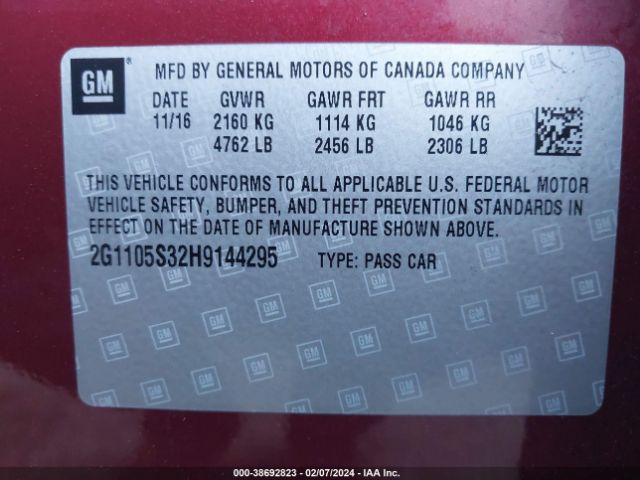 GM
MFD BY GENERAL MOTORS OF CANADA COMPANY
DATE GVWR GAWR FRT GAWR RR
11/16 2160 KG 1114 KG 1046 KG
4762 LB 2456 LB 2306 LB
THIS VEHICLE CONFORMS TO ALL APPLICABLE U.S. FEDERAL MOTOR
VEHICLE SAFETY, BUMPER, AND THEFT PREVENTION STANDARDS IN
EFFECT ON THE DATE OF MANUFACTURE SHOWN ABOVE.
2G1105S32H9144295 TYPE: PASS CAR
000-38692823 - 02/07/2024 - IAA Inc.